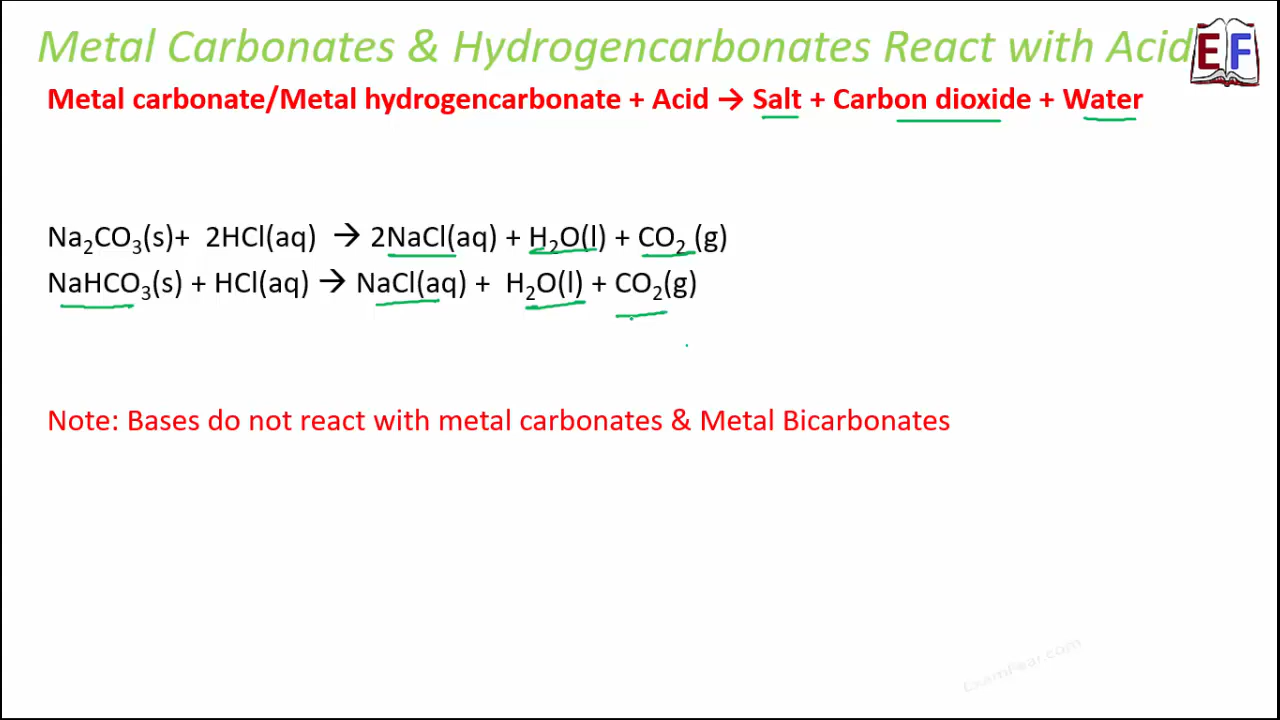 Metal Carbonates & Hydrogencarbonates React with Acid
EF
Metal carbonate/Metal hydrogencarbonate + Acid → Salt + Carbon dioxide + Water
Na₂CO₃(s)+ 2HCl(aq) → 2NaCl(aq) + H₂O(l) + CO₂ (g)
NaHCO₃(s) + HCl(aq) → NaCl(aq) + H₂O(l) + CO₂(g)
Note: Bases do not react with metal carbonates & Metal Bicarbonates
ExamFear.com